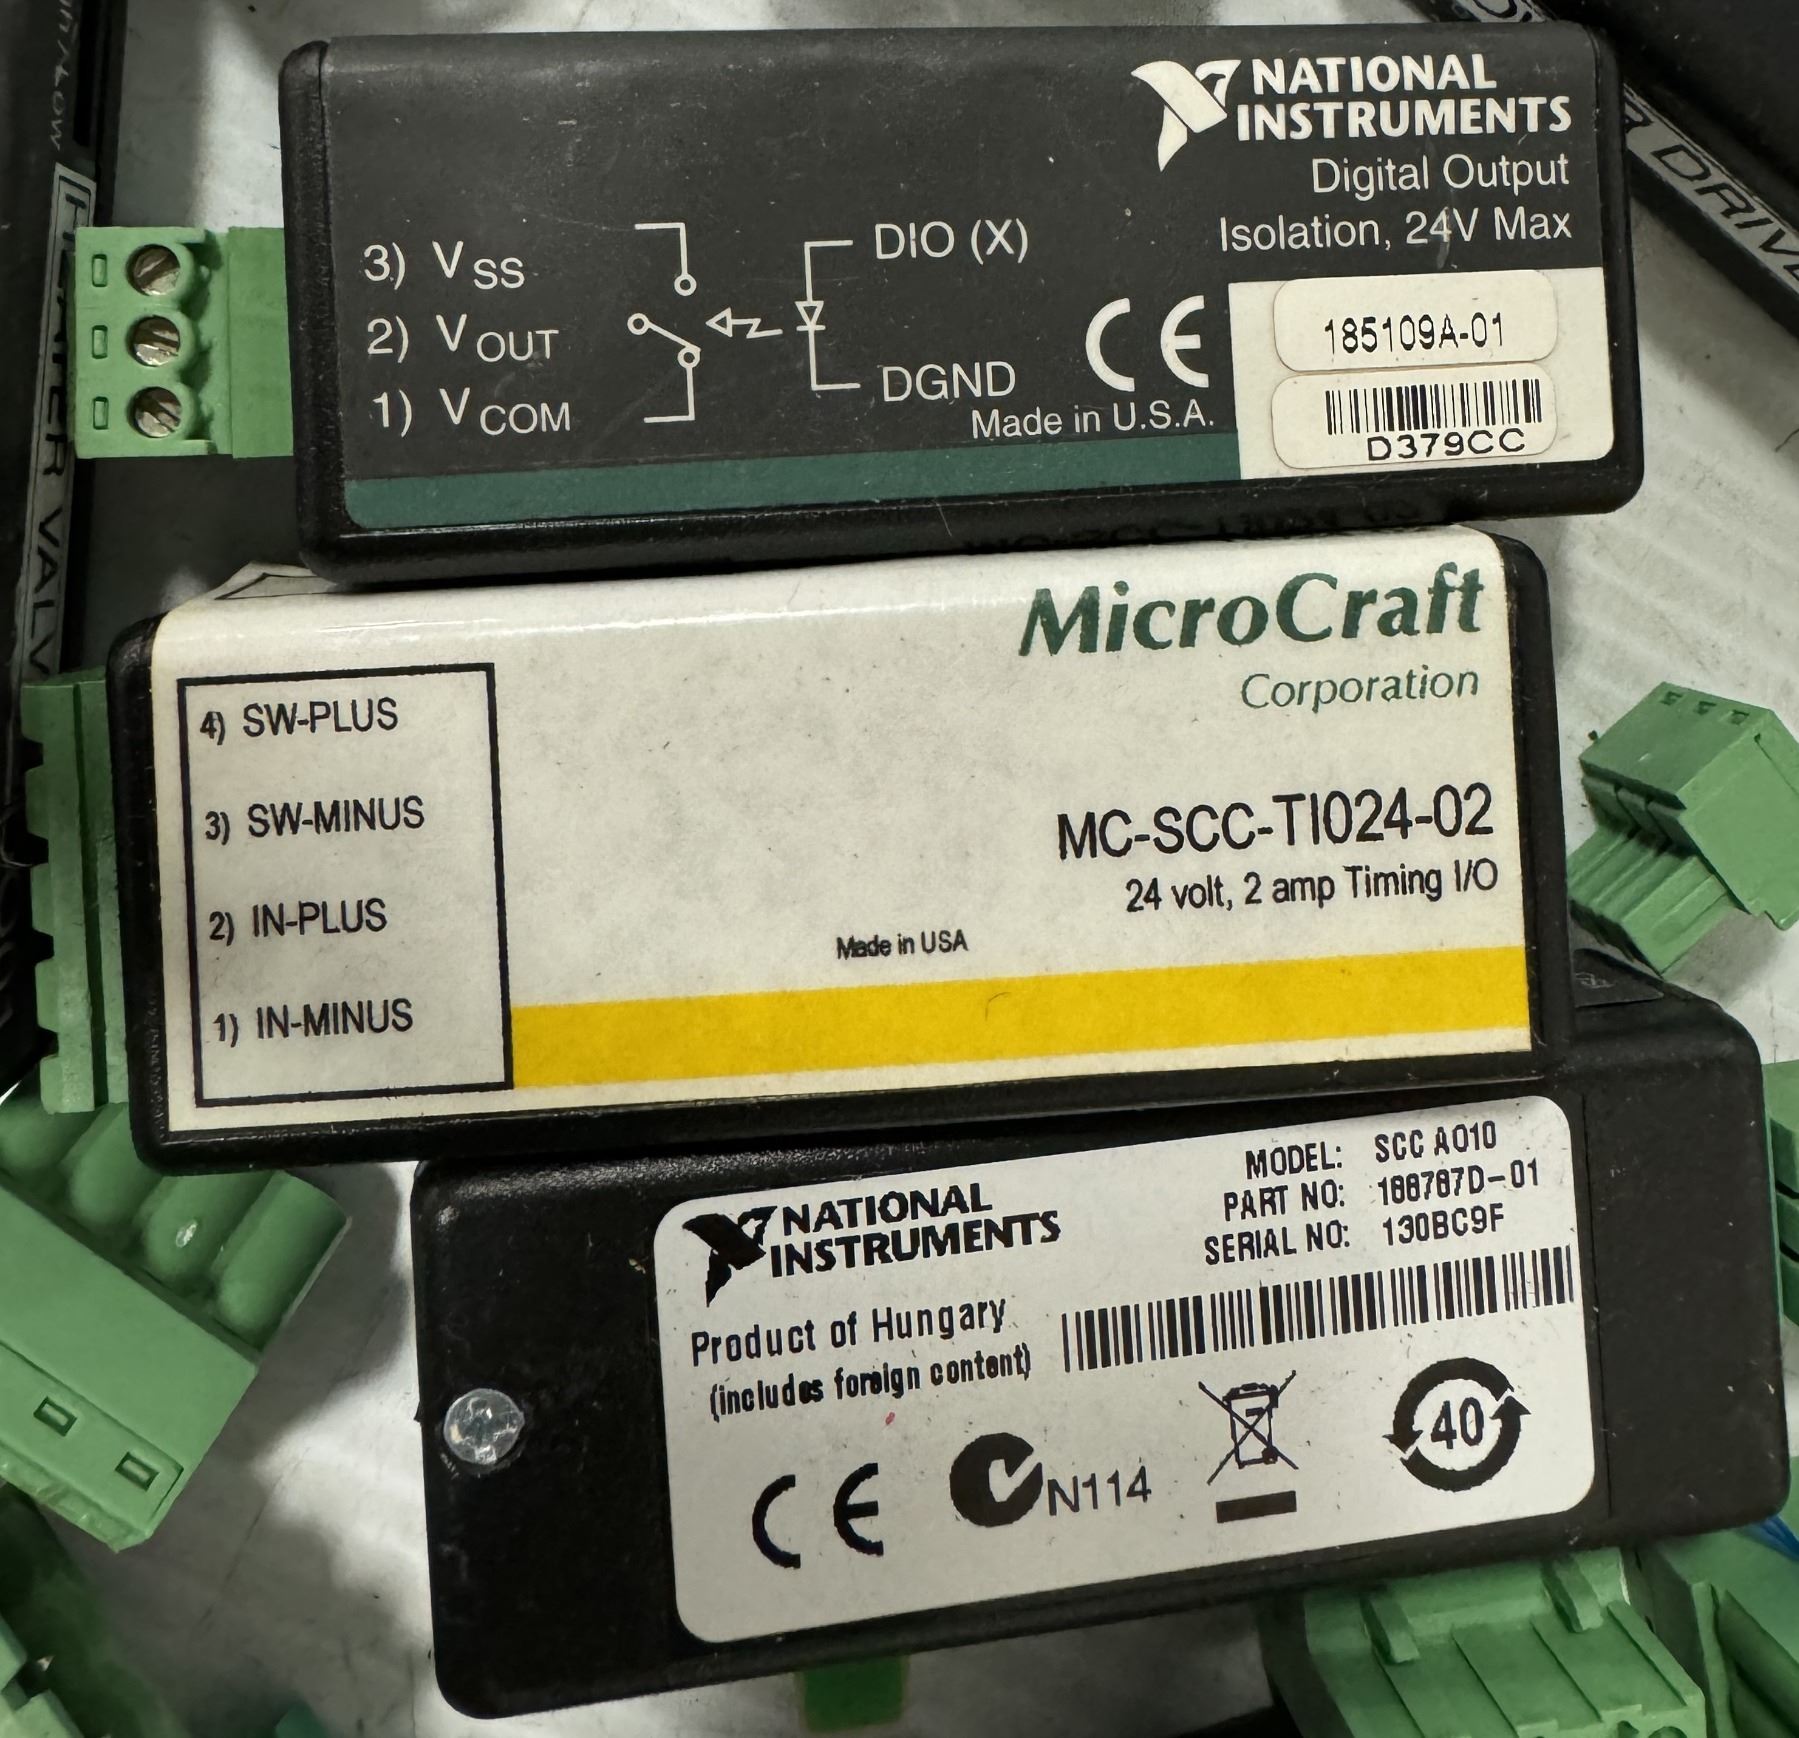 NATIONAL
INSTRUMENTS
Digital Output
Isolation, 24V Max
3) VSS
2) VOUT
1) VCOM
DIO (X)
DGND
CE
Made in U.S.A.
185109A-01
D379CC
MicroCraft
Corporation
4) SW-PLUS
3) SW-MINUS
2) IN-PLUS
1) IN-MINUS
MC-SCC-TI024-02
24 volt, 2 amp Timing I/O
Made in USA
NATIONAL
INSTRUMENTS
MODEL: SCC AO10
PART NO: 188787D-01
SERIAL NO: 130BC9F
Product of Hungary
(includes foreign content)
CE
N114
40
DRIV